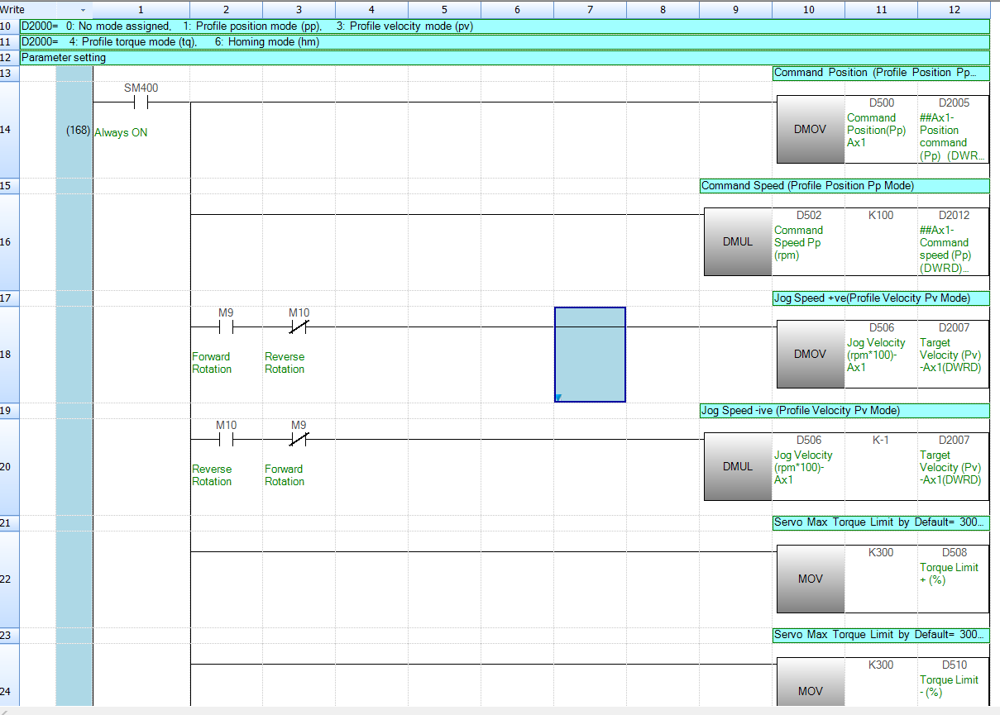 Write 1 2 3 4 5 6 7 8 9 10 11 12
10 D2000= 0: No mode assigned, 1: Profile position mode (pp), 3: Profile velocity mode (pv)
11 D2000= 4: Profile torque mode (tq), 6: Homing mode (hm)
12 Parameter setting
13 Command Position (Profile Position Pp...
14
(168)
SM400
Always ON
DMOV
D500
Command
Position(Pp)
Ax1
D2005
##Ax1-
Position
command
(Pp) (DWR...
15 Command Speed (Profile Position Pp Mode)
16
DMUL
D502
Command
Speed Pp
(rpm)
K100
D2012
##Ax1-
Command
speed (Pp)
(DWRD)...
17 Jog Speed +ve(Profile Velocity Pv Mode)
18
M9
Forward
Rotation
M10
Reverse
Rotation
DMOV
D506
Jog Velocity
(rpm*100)-
Ax1
D2007
Target
Velocity (Pv)
-Ax1(DWRD)
19 Jog Speed -ive (Profile Velocity Pv Mode)
20
M10
Reverse
Rotation
M9
Forward
Rotation
DMUL
D506
Jog Velocity
(rpm*100)-
Ax1
K-1
D2007
Target
Velocity (Pv)
-Ax1(DWRD)
21 Servo Max Torque Limit by Default= 300...
22
MOV
K300
D508
Torque Limit
+ (%)
23 Servo Max Torque Limit by Default= 300...
24
MOV
K300
D510
Torque Limit
- (%)